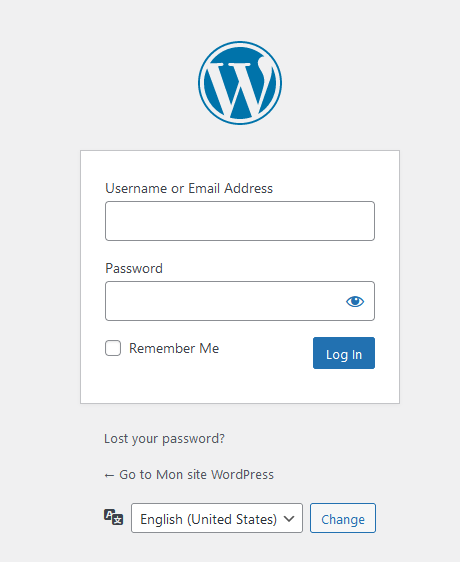 Username or Email Address
Password
Remember Me
Log In
Lost your password?
← Go to Mon site WordPress
English (United States)
Change